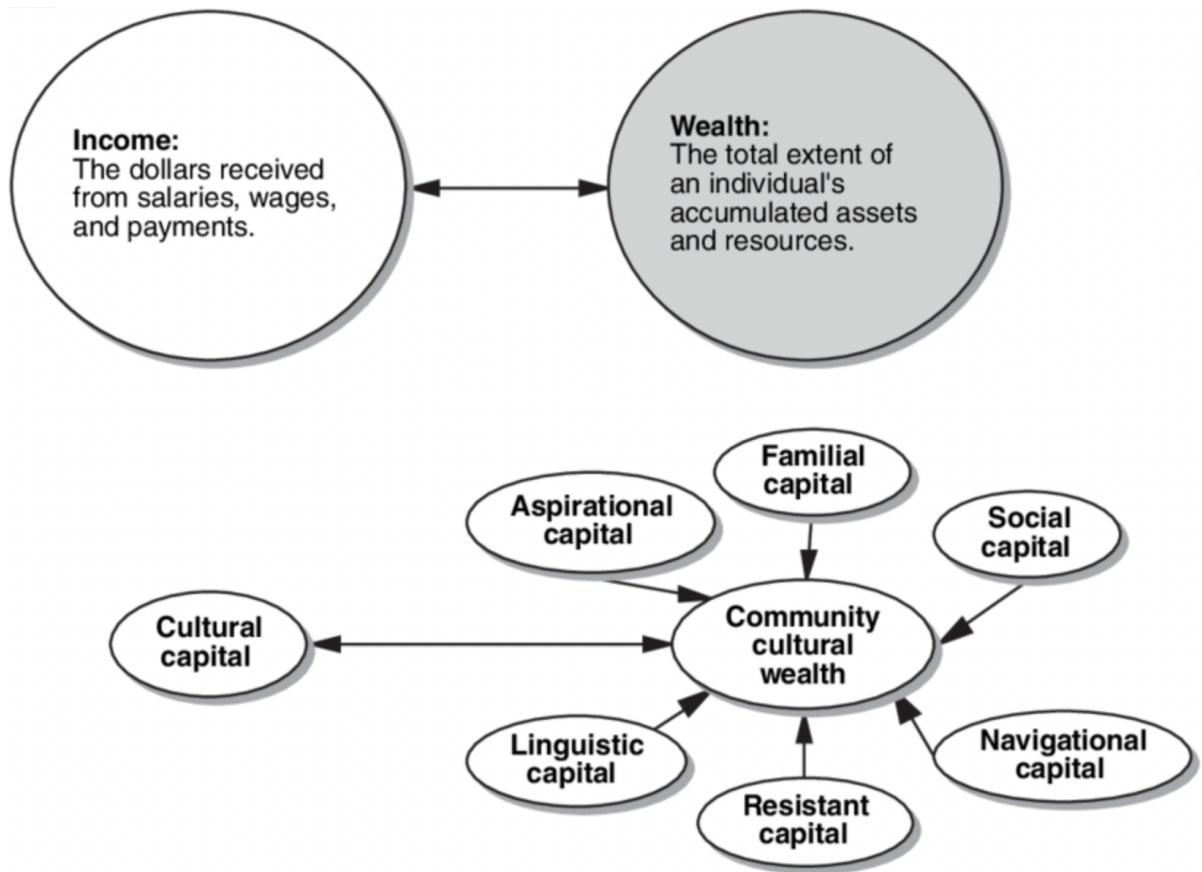 Income:
The dollars received
from salaries, wages,
and payments.
Wealth:
The total extent of
an individual's
accumulated assets
and resources.
Familial
capital
Aspirational
capital
Social
capital
Cultural
capital
Community
cultural
wealth
Linguistic
capital
Navigational
capital
Resistant
capital